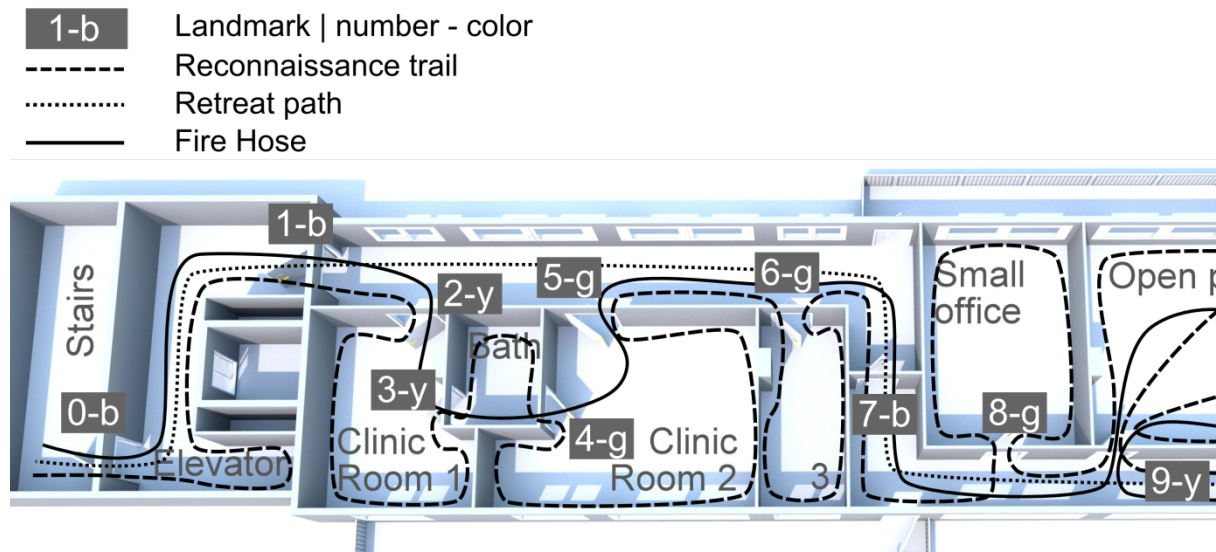 1-b Landmark | number - color
Reconnaissance trail
Retreat path
Fire Hose
1-b
Stairs
2-y
5-g
6-g
Small
office
Open p
Bath
0-b
3-y
Elevator
Clinic
Room 1
4-g
Clinic
Room 2
3
7-b
8-g
9-y